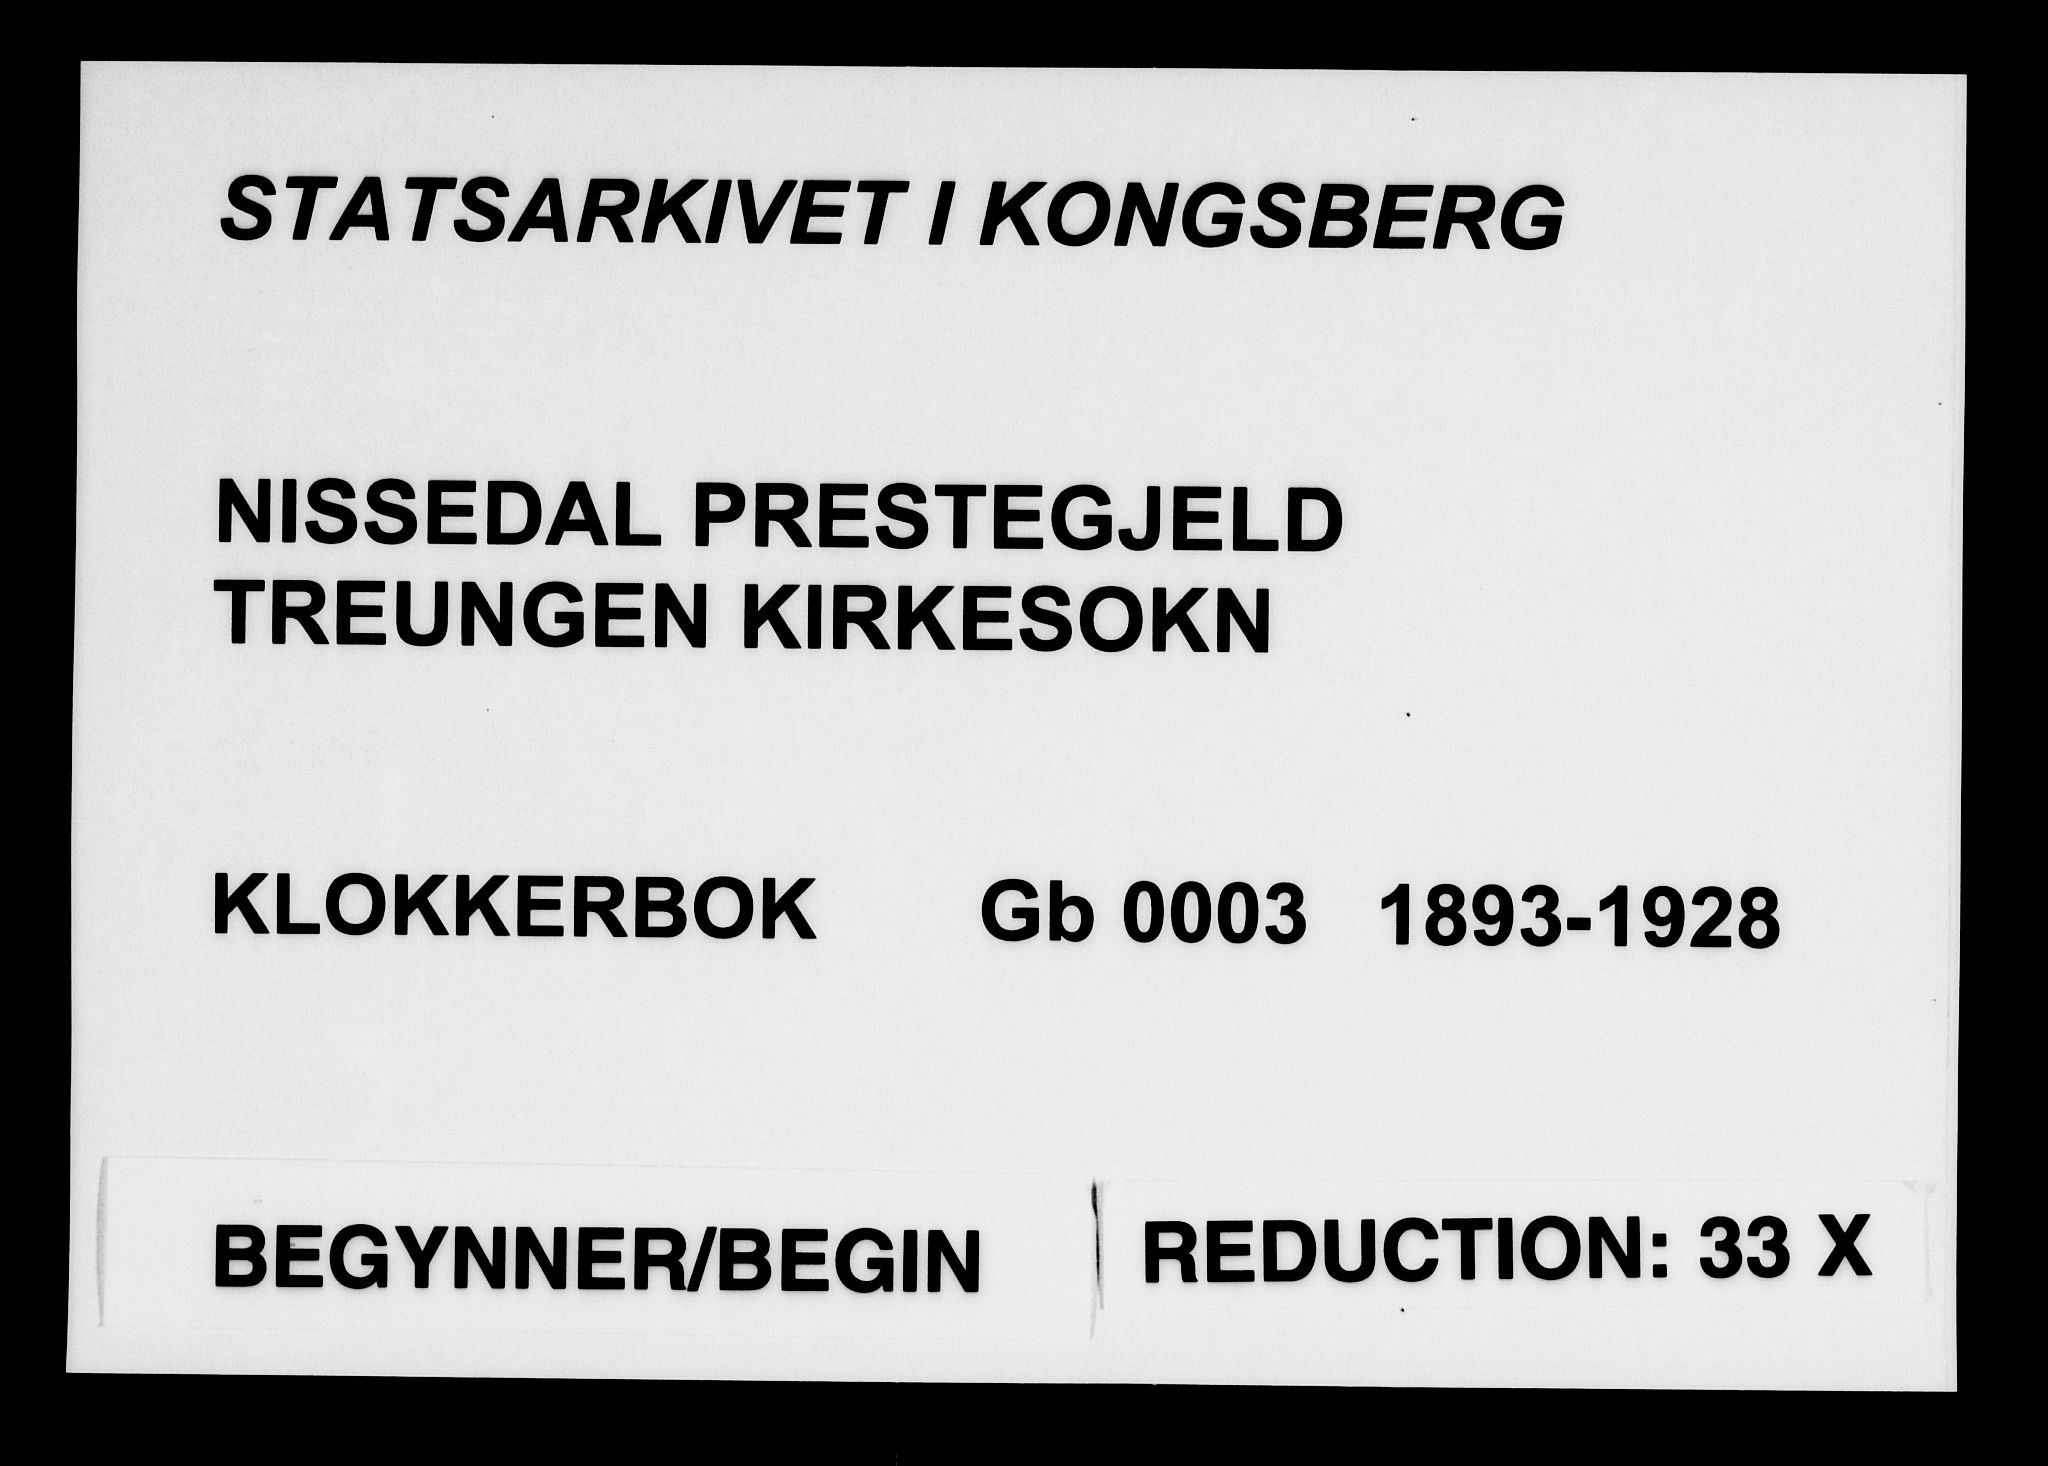 STATSARKIVET I KONGSBERG
NISSEDAL PRESTEGJELD
TREUNGEN KIRKESOKN
KLOKKERBOK Gb 0003 1893-1928
BEGYNNER/BEGIN REDUCTION: 33 X